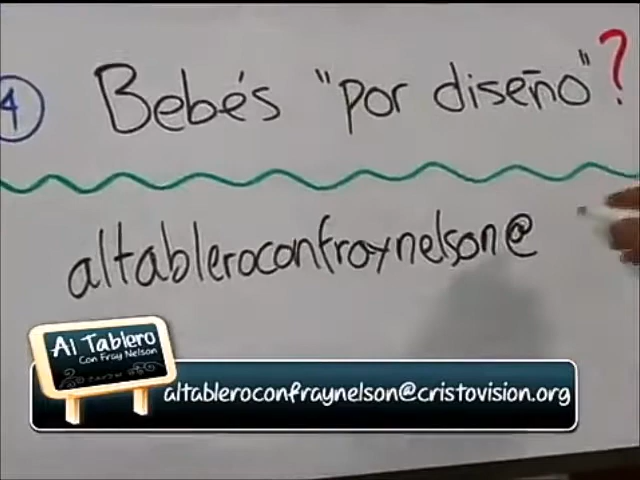 4 Bebés "por diseño"?
altableroconfraynelson@
Al Tablero
Con Fray Nelson
altableroconfraynelson@cristovision.org